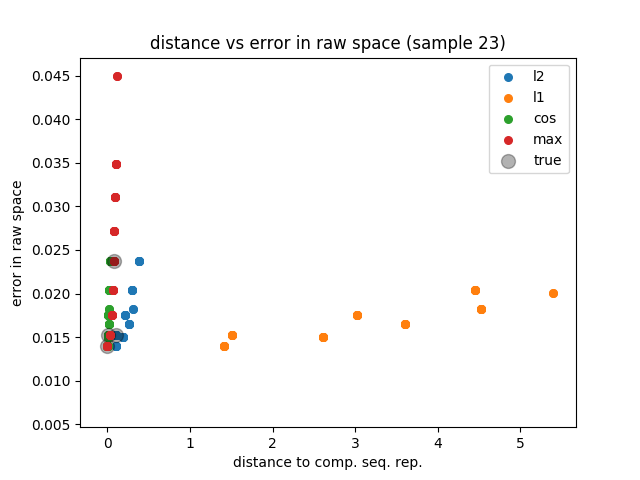 distance vs error in raw space (sample 23)
l2
l1
cos
max
true
0.045
0.040
0.035
0.030
0.025
0.020
0.015
0.010
0.005
error in raw space
0 1 2 3 4 5
distance to comp. seq. rep.